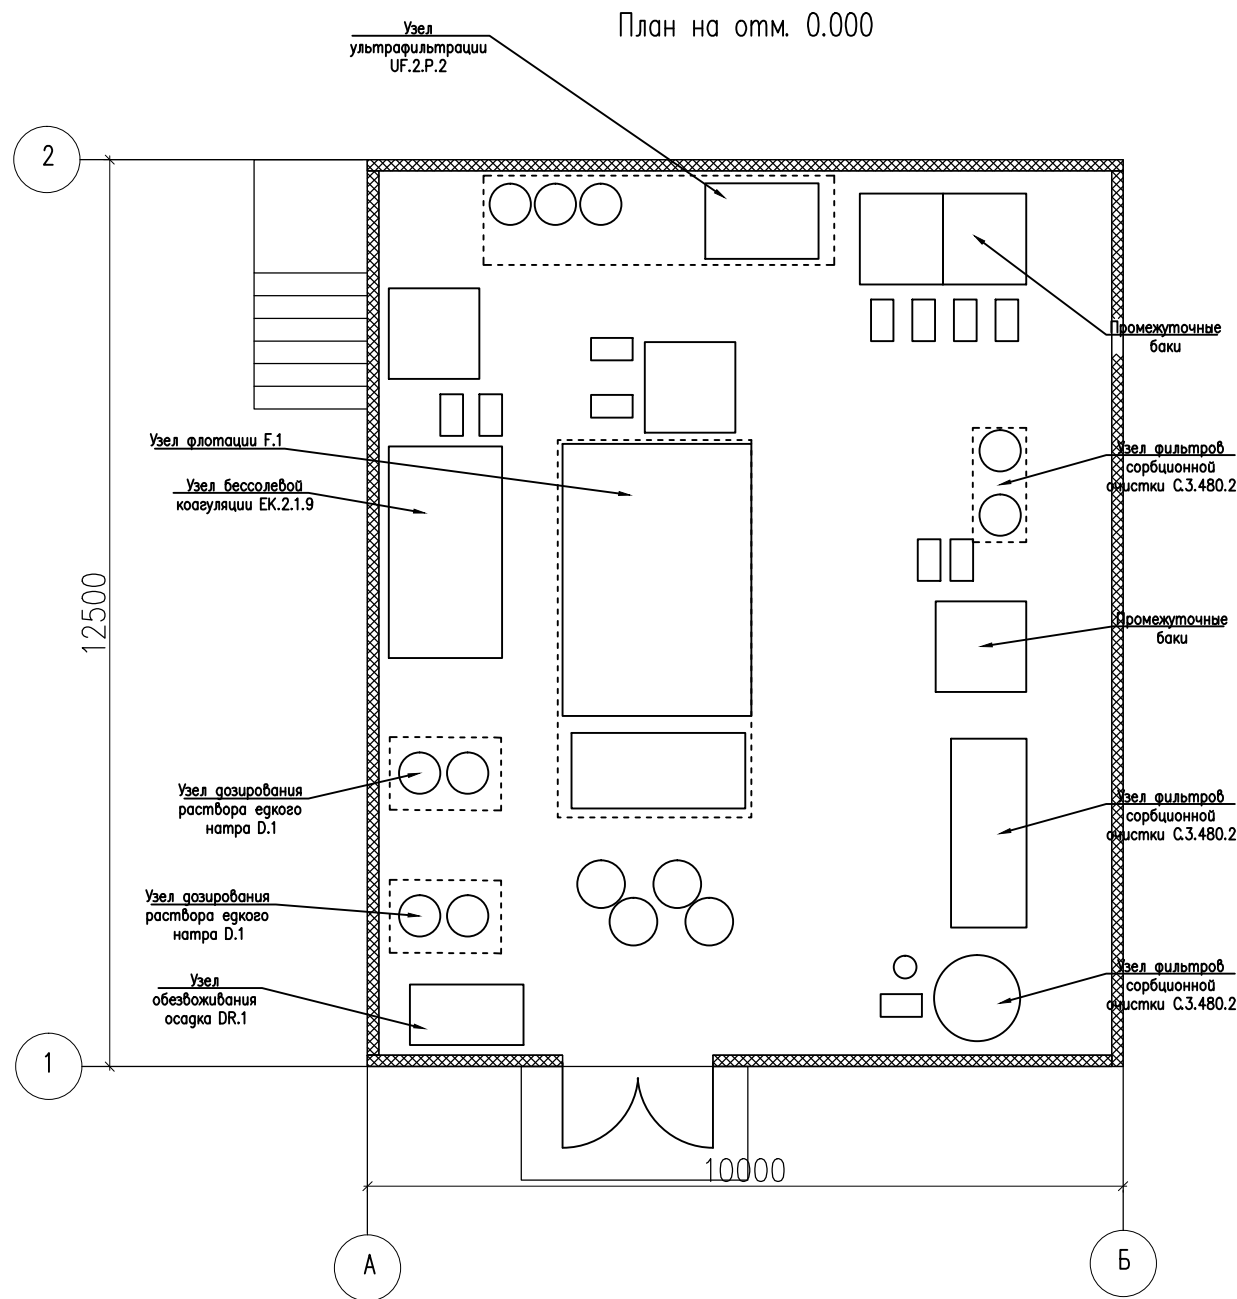 План на отм. 0.000
Узел
ультрафильтрации
UF.2.P.2
2
Промежуточные
баки
Узел флотации F.1
Узел фильтров
сорбционной
очистки C.3.480.2
Узел бессолевой
коагуляции EK.2.1.9
12500
Промежуточные
баки
Узел дозирования
раствора едкого
натра D.1
Узел фильтров
сорбционной
очистки C.3.480.2
Узел дозирования
раствора едкого
натра D.1
Узел фильтров
сорбционной
очистки C.3.480.2
Узел
обезвоживания
осадка DR.1
1
10000
А
Б